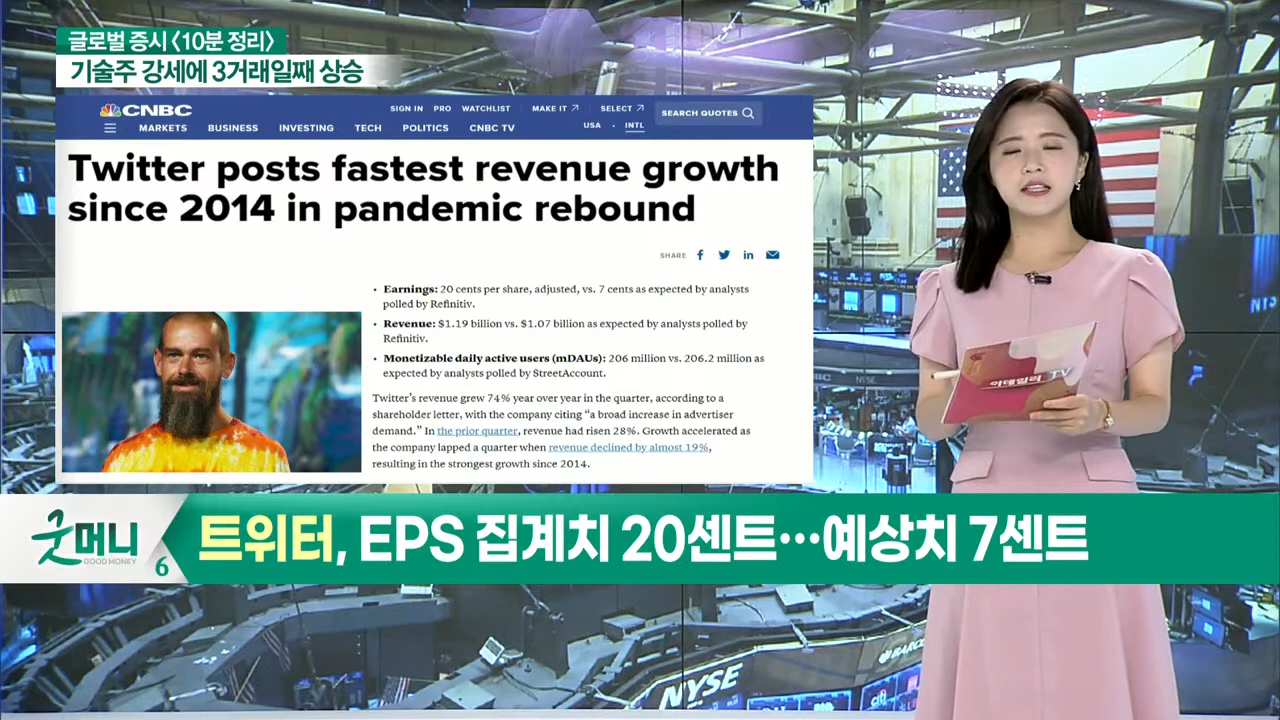 글로벌 증시 <10분 정리>
기술주 강세에 3거래일째 상승
CNBC
SIGN IN PRO WATCHLIST MAKE IT SELECT SEARCH QUOTES
USA · INTL
MARKETS BUSINESS INVESTING TECH POLITICS CNBC TV
Twitter posts fastest revenue growth
since 2014 in pandemic rebound
SHARE
• Earnings: 20 cents per share, adjusted, vs. 7 cents as expected by analysts
polled by Refinitiv.
• Revenue: $1.19 billion vs. $1.07 billion as expected by analysts polled by
Refinitiv.
• Monetizable daily active users (mDAUs): 206 million vs. 206.2 million as
expected by analysts polled by StreetAccount.
Twitter's revenue grew 74% year over year in the quarter, according to a
shareholder letter, with the company citing “a broad increase in advertiser
demand.” In the prior quarter, revenue had risen 28%. Growth accelerated as
the company lapped a quarter when revenue declined by almost 19%,
resulting in the strongest growth since 2014.
이데일리 TV
굿머니
GOOD MONEY
6
트위터, EPS 집계치 20센트…예상치 7센트
NYSE
NYSE
citi